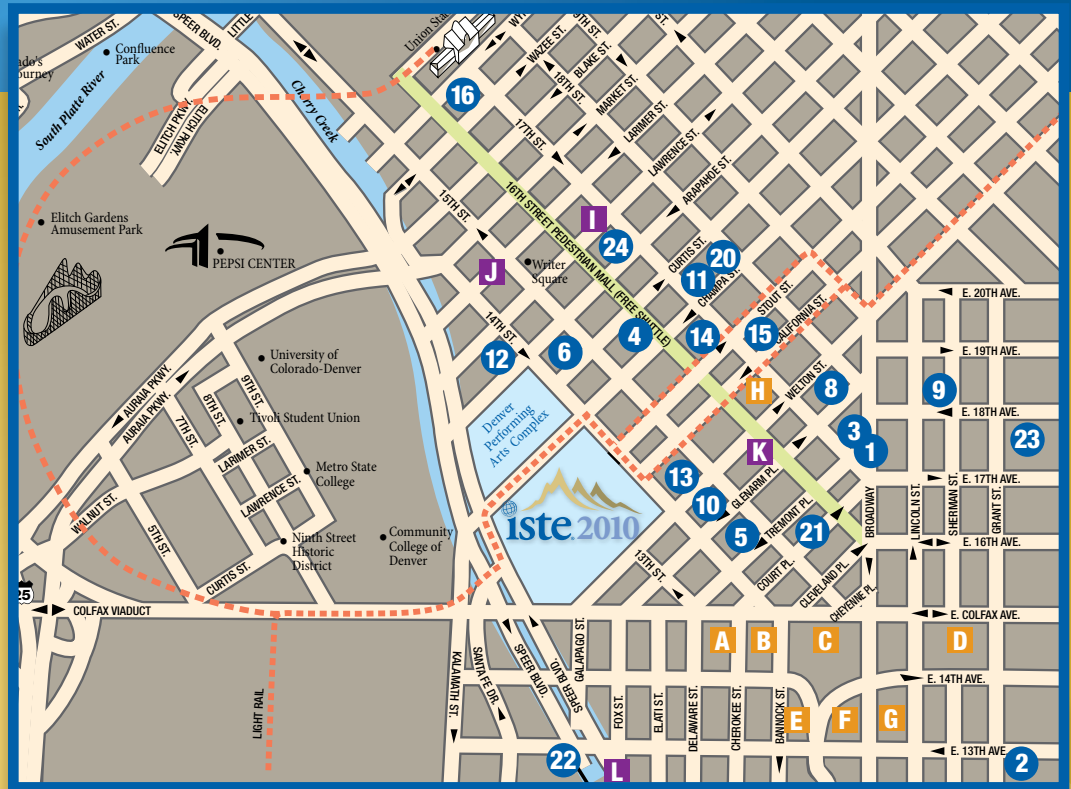 WATER ST.
SPEER BLVD.
LITTLE
Confluence
Park
do's
ourney
South Platte River
ELITCH PKWY.
ELITCH PKWY.
Cherry Creek
Union Sta
WY
WAZEE ST.
BLAKE ST.
MARKET ST.
LARIMER ST.
LAWRENCE ST.
ARAPAHOE ST.
CURTIS ST.
CHAMPA ST.
STOUT ST.
CALIFORNIA ST.
WELTON ST.
GLENARM PL.
TREMONT PL.
COURT PL.
CLEVELAND PL.
CHEYENNE PL.
18TH ST.
17TH ST.
16TH STREET PEDESTRIAN MALL (FREE SHUTTLE)
15TH ST.
14TH ST.
13TH ST.
16
I
24
20
11
J
Writer
Square
4
14
15
12
6
H
8
9
3
1
23
K
13
10
5
21
Elitch Gardens
Amusement Park
PEPSI CENTER
University of
Colorado-Denver
Tivoli Student Union
Metro State
College
Ninth Street
Historic
District
Community
College of
Denver
AURAIA PKWY.
AURAIA PKWY.
9TH ST.
8TH ST.
7TH ST.
5TH ST.
LARIMER ST.
LAWRENCE ST.
WALNUT ST.
CURTIS ST.
Denver
Performing
Arts Complex
iste 2010
E. 20TH AVE.
E. 19TH AVE.
E. 18TH AVE.
E. 17TH AVE.
E. 16TH AVE.
E. COLFAX AVE.
E. 14TH AVE.
E. 13TH AVE.
BROADWAY
LINCOLN ST.
SHERMAN ST.
GRANT ST.
25
COLFAX VIADUCT
LIGHT RAIL
KALAMATH ST.
SANTA FE DR.
SPEER BLVD.
SPEER BLVD.
GALAPAGO ST.
FOX ST.
ELATI ST.
DELAWARE ST.
CHEROKEE ST.
BANNOCK ST.
A
B
C
D
E
F
G
22
L
2